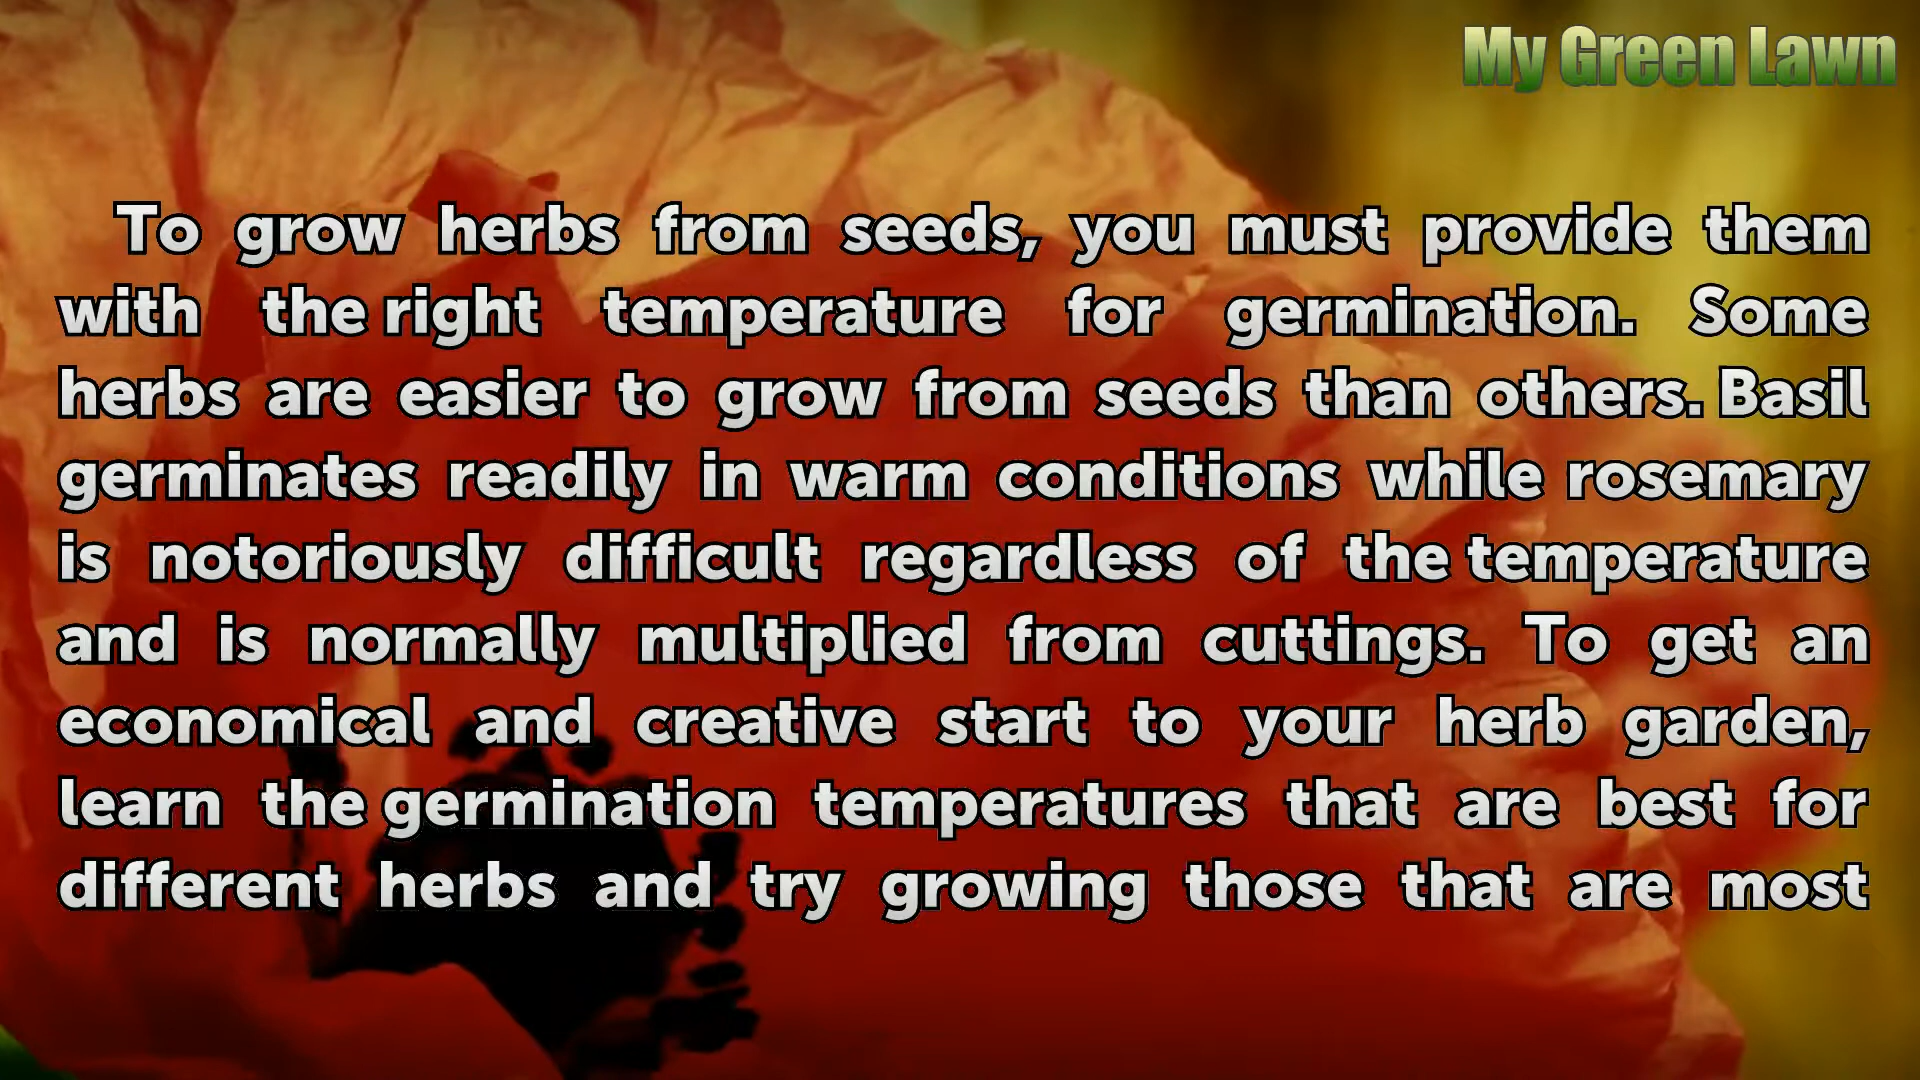 My Green Lawn
To grow herbs from seeds, you must provide them
with the right temperature for germination. Some
herbs are easier to grow from seeds than others. Basil
germinates readily in warm conditions while rosemary
is notoriously difficult regardless of the temperature
and is normally multiplied from cuttings. To get an
economical and creative start to your herb garden,
learn the germination temperatures that are best for
different herbs and try growing those that are most